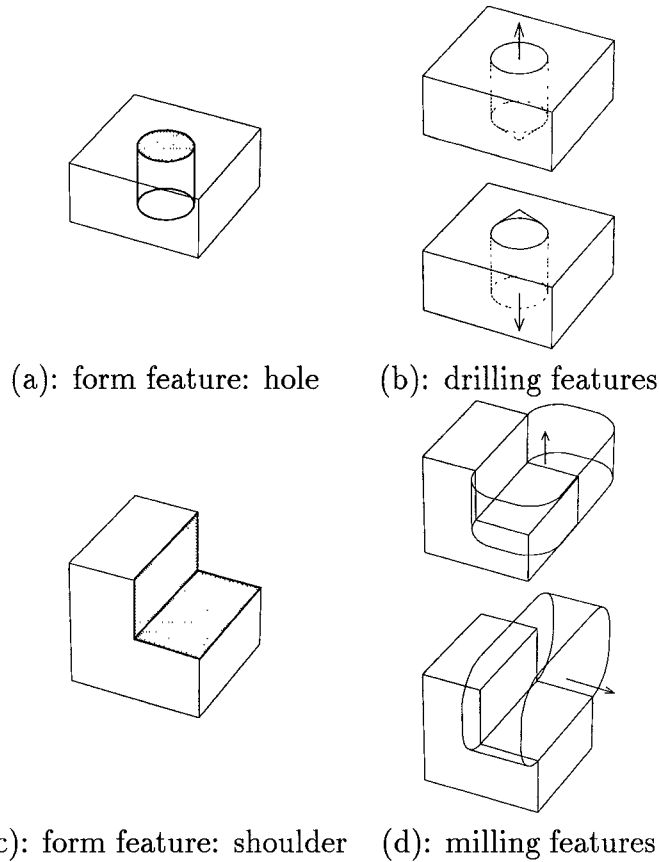 (a): form feature: hole
(b): drilling features
c): form feature: shoulder
(d): milling features